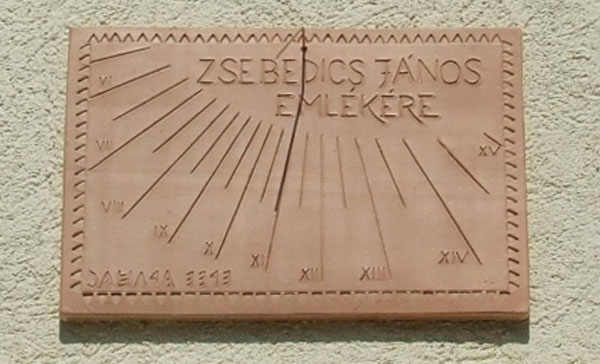 ZSEBEDICS JÁNOS
EMLÉKÉRE
VI
VII
VIII
IX
X
XI
XII
XIII
XIV
XV